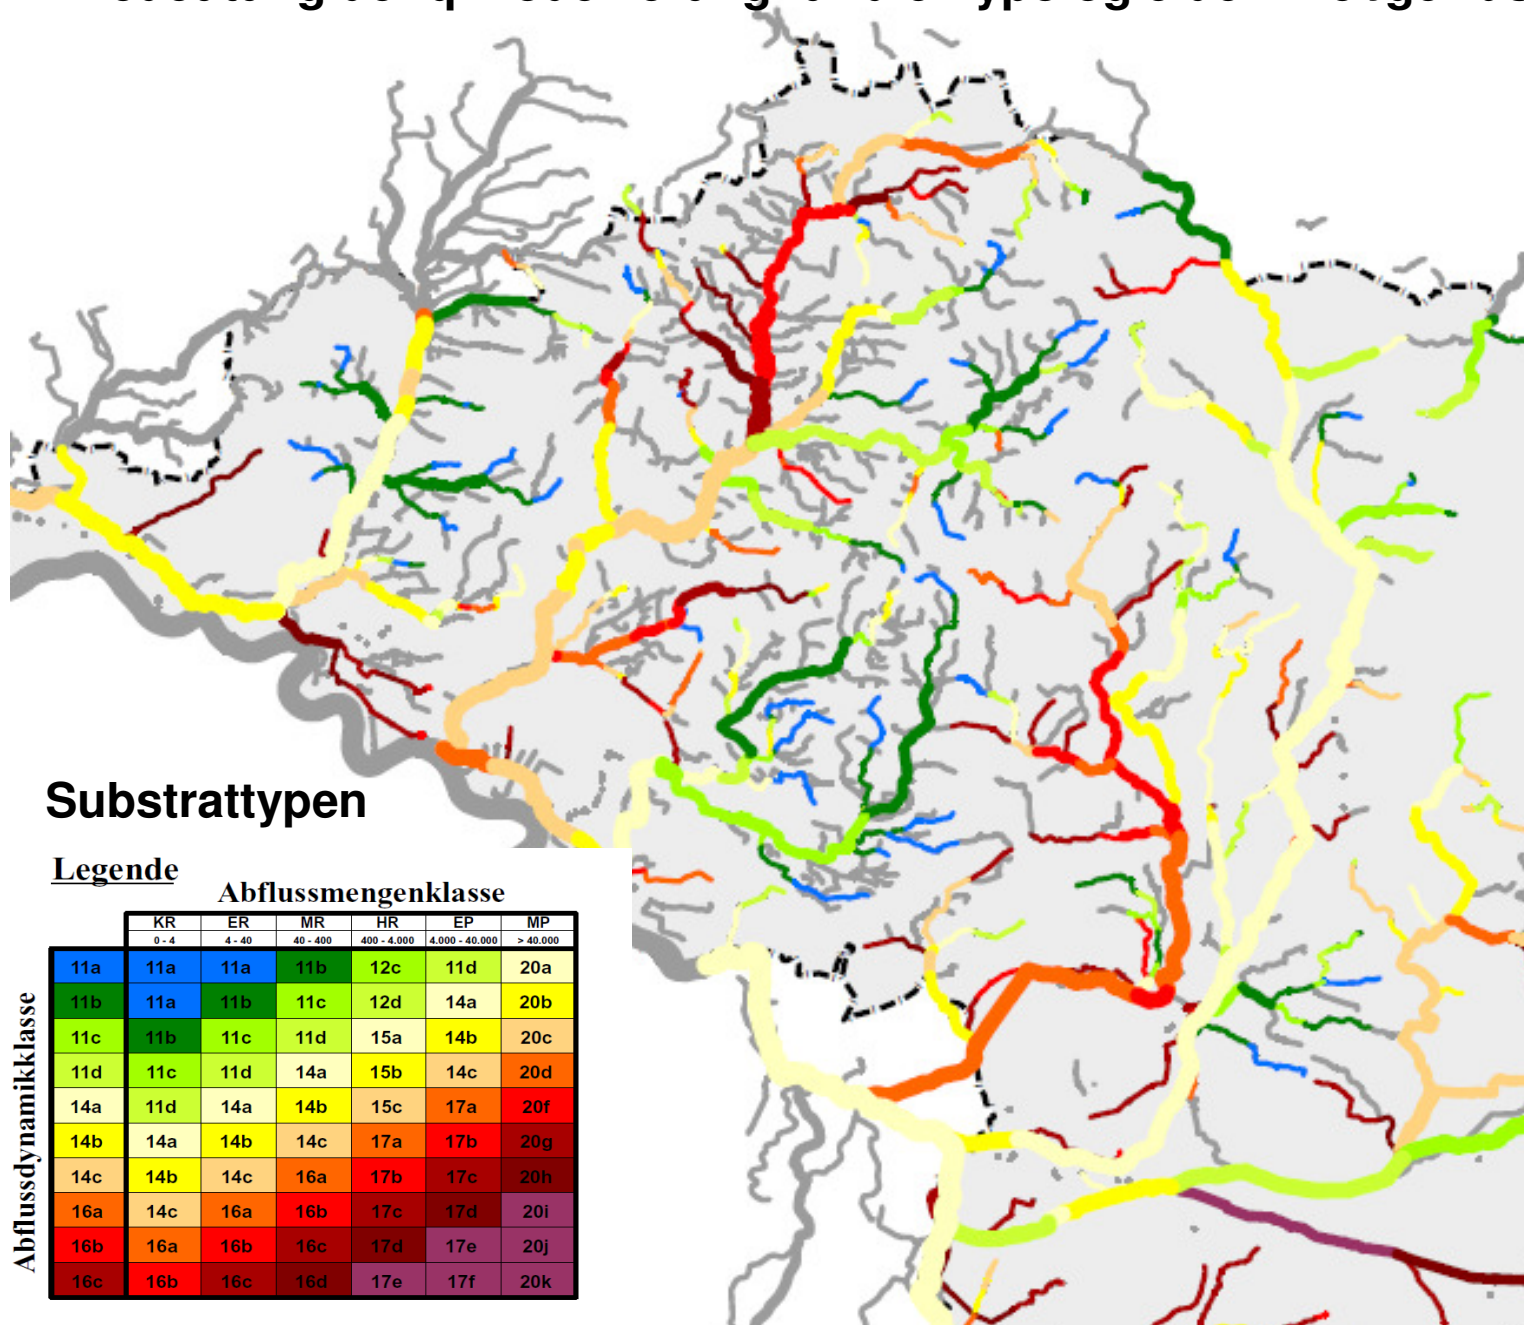 Substrattypen
Legende
Abflussmengenklasse
KR ER MR HR EP MP
0 - 4 4 - 40 40 - 400 400 - 4.000 4.000 - 40.000 > 40.000
Abflussdynamikklasse
11a 11a 11a 11b 12c 11d 20a
11b 11a 11b 11c 12d 14a 20b
11c 11b 11c 11d 15a 14b 20c
11d 11c 11d 14a 15b 14c 20d
14a 11d 14a 14b 15c 17a 20f
14b 14a 14b 14c 17a 17b 20g
14c 14b 14c 16a 17b 17c 20h
16a 14c 16a 16b 17c 17d 20i
16b 16a 16b 16c 17d 17e 20j
16c 16b 16c 16d 17e 17f 20k